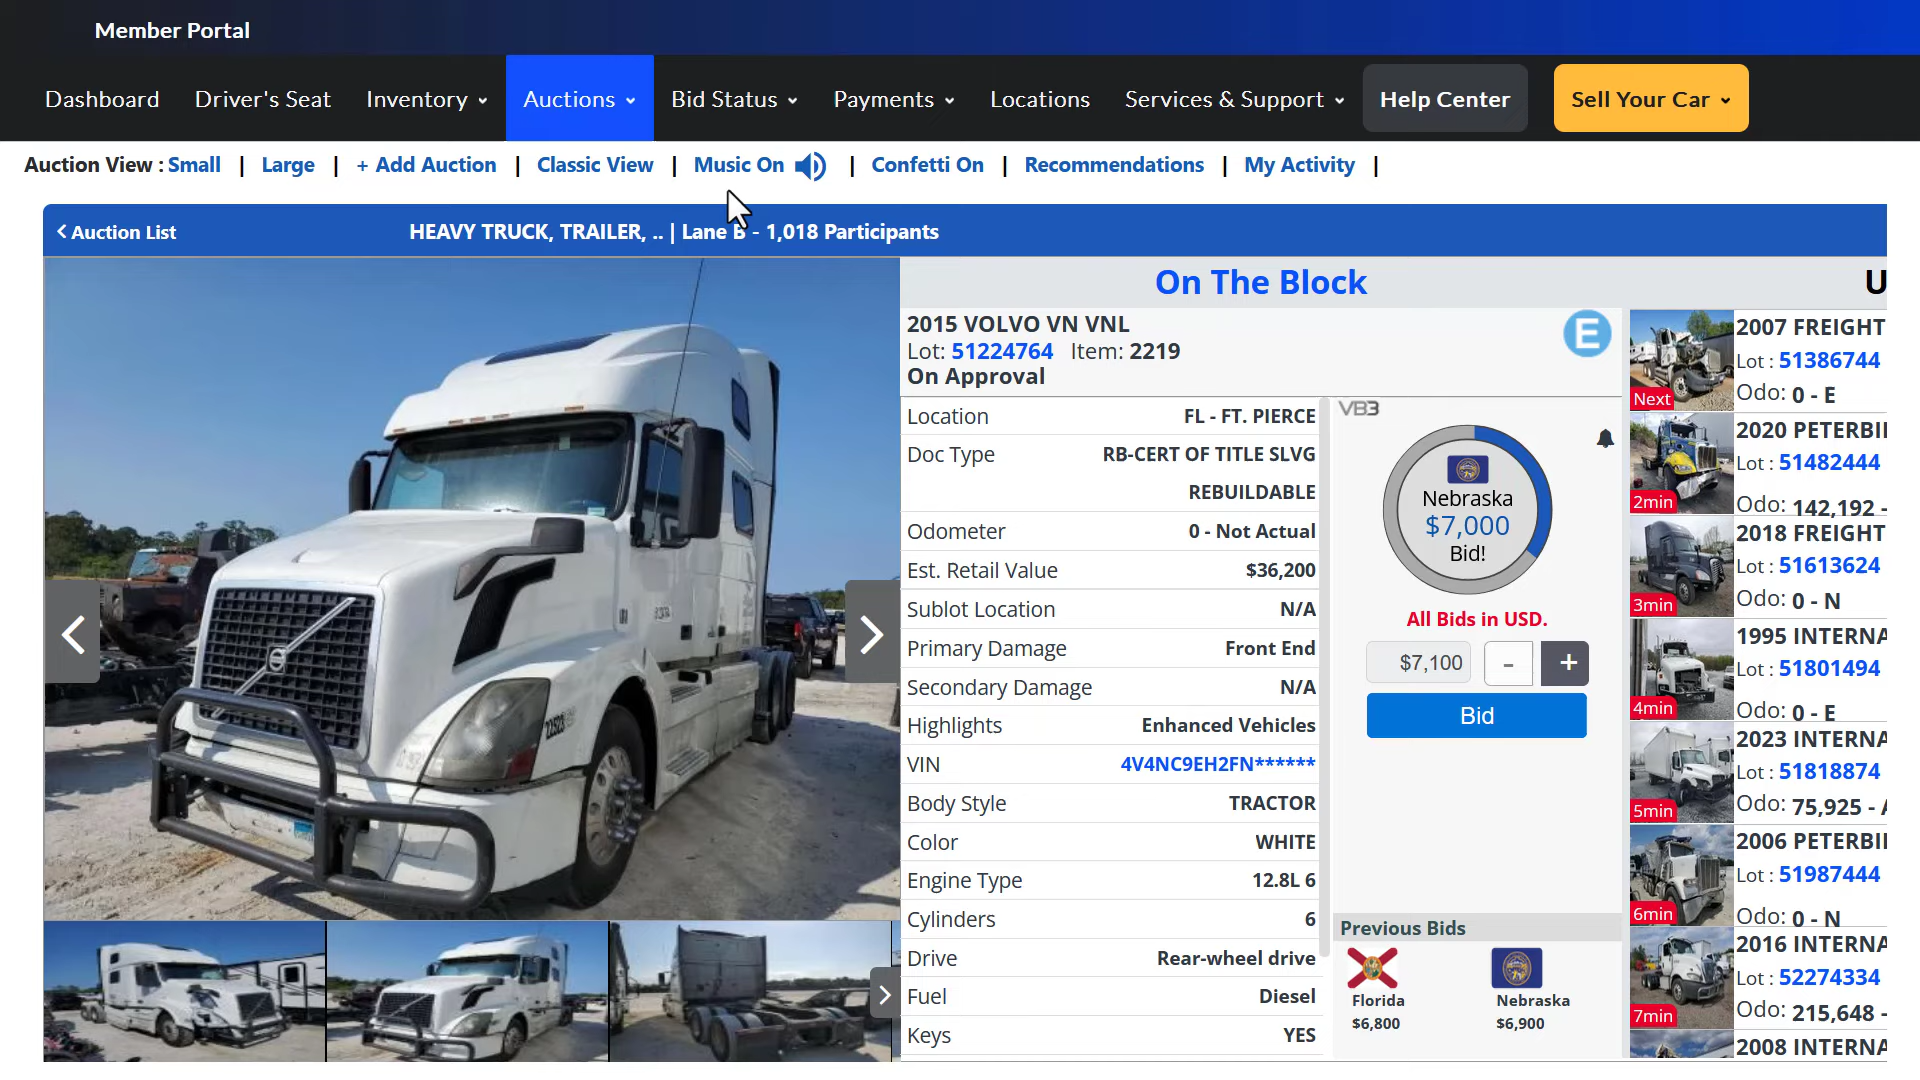 Member Portal
Dashboard
Driver's Seat
Inventory
Auctions
Bid Status
Payments
Locations
Services & Support
Help Center
Sell Your Car
Auction View : Small | Large | + Add Auction | Classic View | Music On | Confetti On | Recommendations | My Activity |
Auction List
HEAVY TRUCK, TRAILER, .. | Lane B - 1,018 Participants
On The Block
2015 VOLVO VN VNL
Lot: 51224764 Item: 2219
On Approval
E
Location FL - FT. PIERCE
Doc Type RB-CERT OF TITLE SLVG
REBUILDABLE
Odometer 0 - Not Actual
Est. Retail Value $36,200
Sublot Location N/A
Primary Damage Front End
Secondary Damage N/A
Highlights Enhanced Vehicles
VIN 4V4NC9EH2FN******
Body Style TRACTOR
Color WHITE
Engine Type 12.8L 6
Cylinders 6
Drive Rear-wheel drive
Fuel Diesel
Keys YES
VB3
Nebraska
$7,000
Bid!
All Bids in USD.
$7,100 - +
Bid
Previous Bids
Florida
$6,800
Nebraska
$6,900
U
2007 FREIGHT
Lot : 51386744
Odo: 0 - E
Next
2020 PETERBI
Lot : 51482444
Odo: 142,192 -
2min
2018 FREIGHT
Lot : 51613624
Odo: 0 - N
3min
1995 INTERNA
Lot : 51801494
Odo: 0 - E
4min
2023 INTERNA
Lot : 51818874
Odo: 75,925 - A
5min
2006 PETERBI
Lot : 51987444
Odo: 0 - N
6min
2016 INTERNA
Lot : 52274334
Odo: 215,648 -
7min
2008 INTERNA